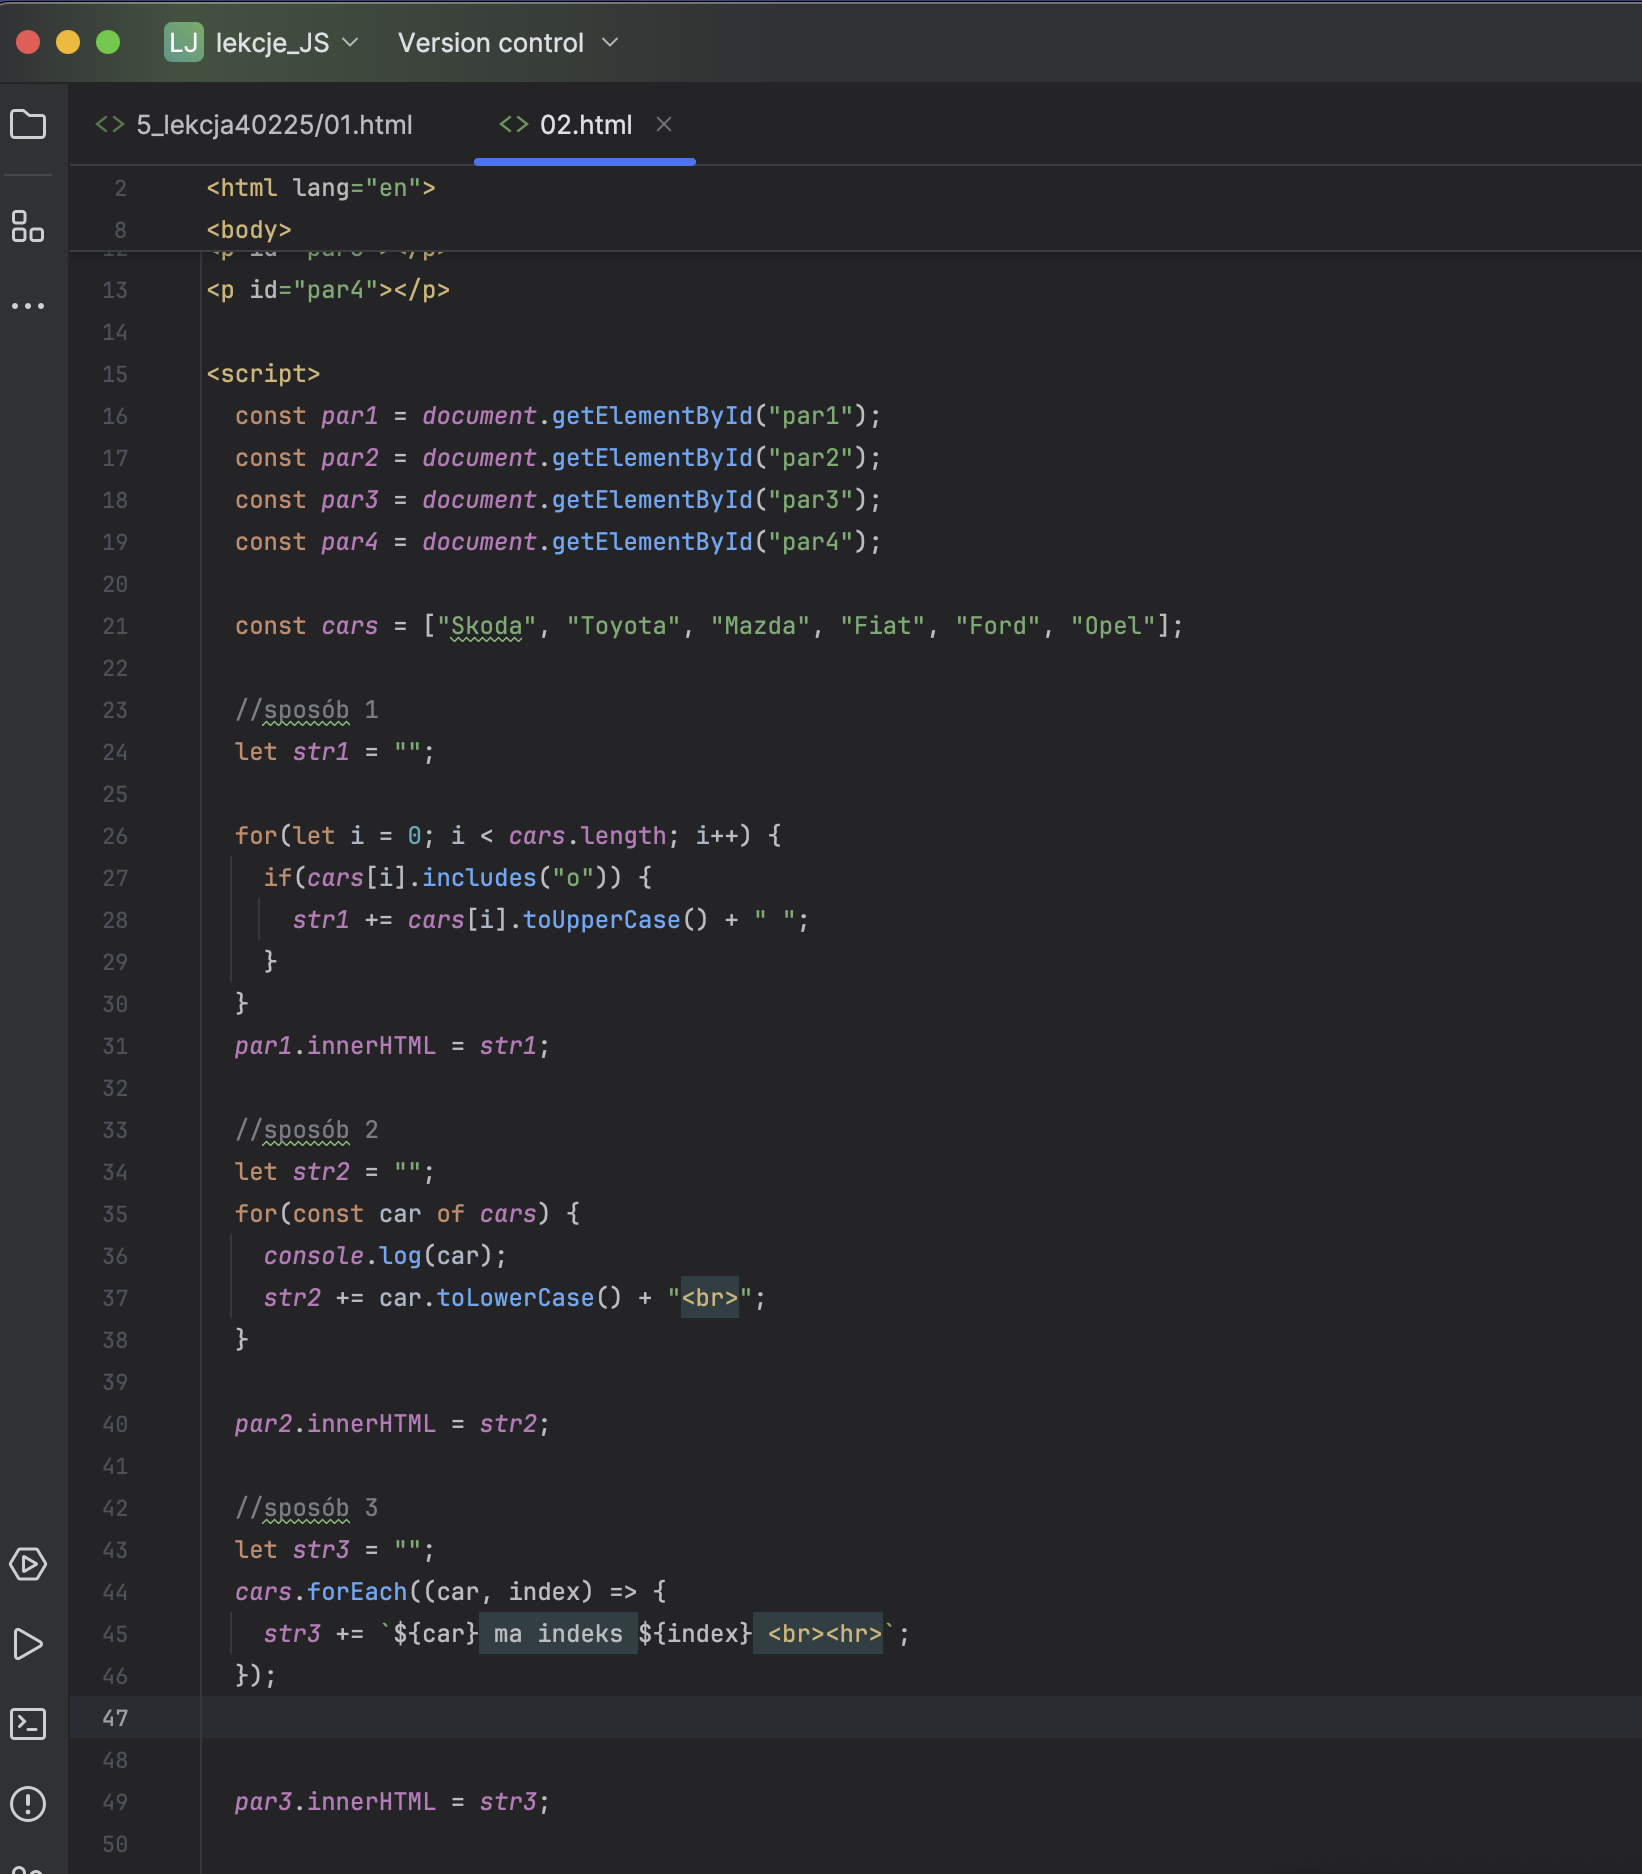 LJ lekcje_JS Version control
5_lekcja40225/01.html 02.html
2 <html lang="en">
8 <body>
12 <p id="par3"></p>
13 <p id="par4"></p>
14
15 <script>
16 const par1 = document.getElementById("par1");
17 const par2 = document.getElementById("par2");
18 const par3 = document.getElementById("par3");
19 const par4 = document.getElementById("par4");
20
21 const cars = ["Skoda", "Toyota", "Mazda", "Fiat", "Ford", "Opel"];
22
23 //sposób 1
24 let str1 = "";
25
26 for(let i = 0; i < cars.length; i++) {
27 if(cars[i].includes("o")) {
28 str1 += cars[i].toUpperCase() + " ";
29 }
30 }
31 par1.innerHTML = str1;
32
33 //sposób 2
34 let str2 = "";
35 for(const car of cars) {
36 console.log(car);
37 str2 += car.toLowerCase() + "<br>";
38 }
39
40 par2.innerHTML = str2;
41
42 //sposób 3
43 let str3 = "";
44 cars.forEach((car, index) => {
45 str3 += `${car} ma indeks ${index} <br><hr>`;
46 });
47
48
49 par3.innerHTML = str3;
50